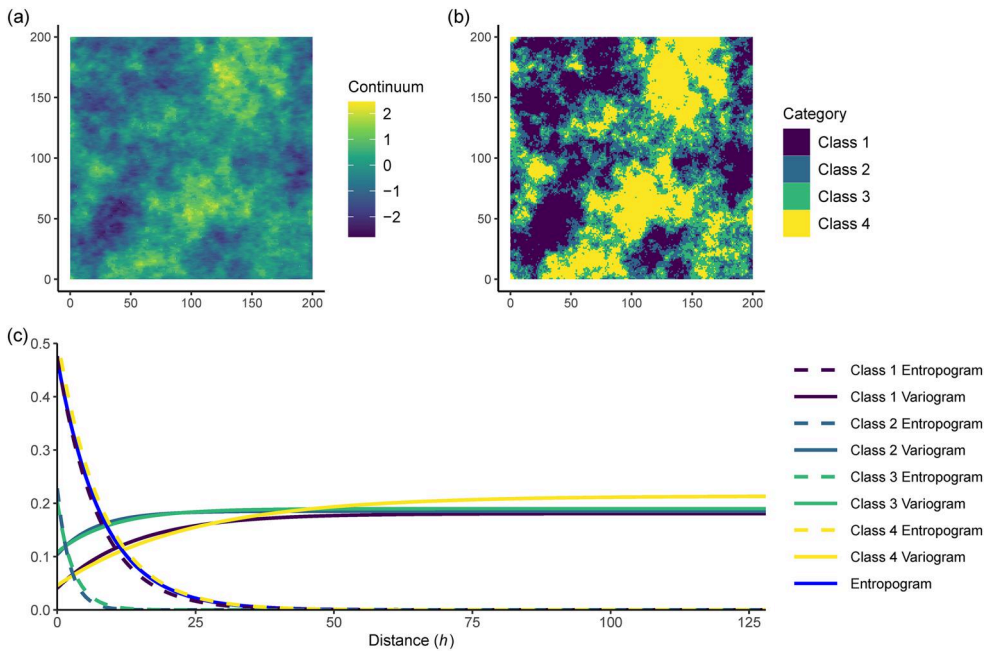 (a)
200
150
100
50
0
0 50 100 150 200
Continuum
2
1
0
−1
−2
(b)
200
150
100
50
0
0 50 100 150 200
Category
Class 1
Class 2
Class 3
Class 4
(c)
0.5
0.4
0.3
0.2
0.1
0.0
0 25 50 75 100 125
Distance (h)
Class 1 Entropogram
Class 1 Variogram
Class 2 Entropogram
Class 2 Variogram
Class 3 Entropogram
Class 3 Variogram
Class 4 Entropogram
Class 4 Variogram
Entropogram